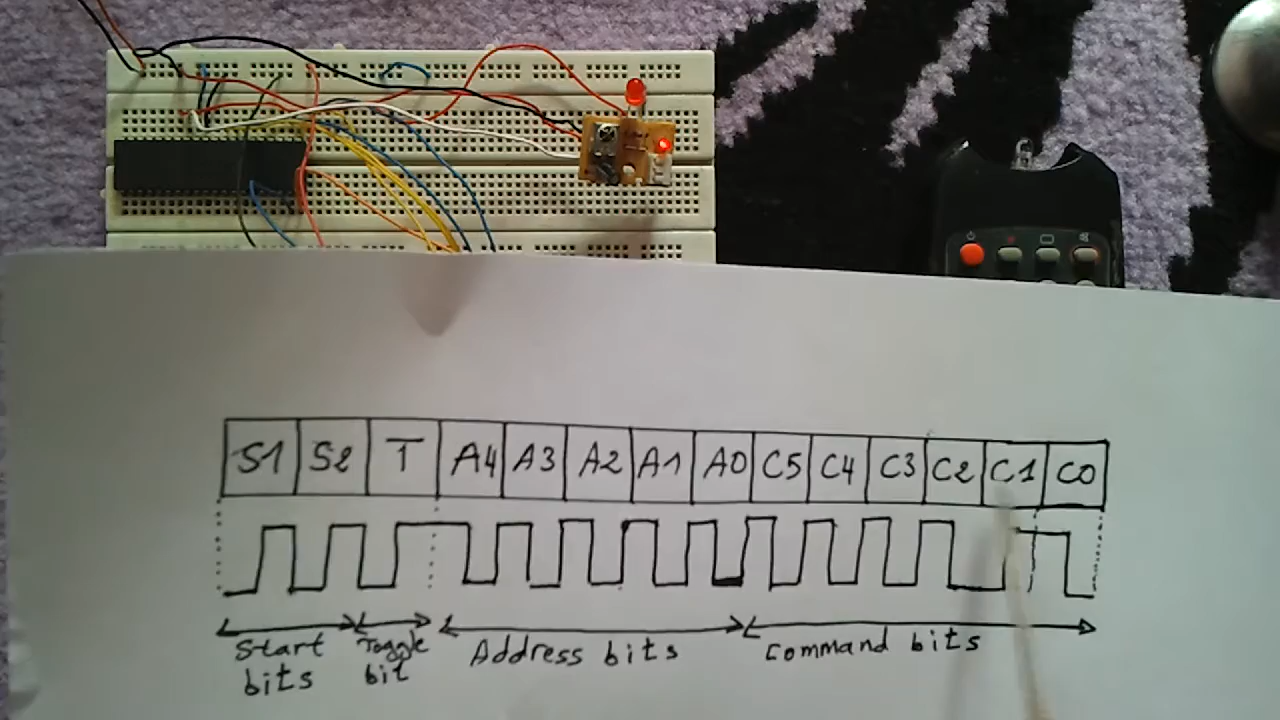 S1 S2 T A4 A3 A2 A1 A0 C5 C4 C3 C2 C1 C0
Start bits
Toggle bit
Address bits
Command bits